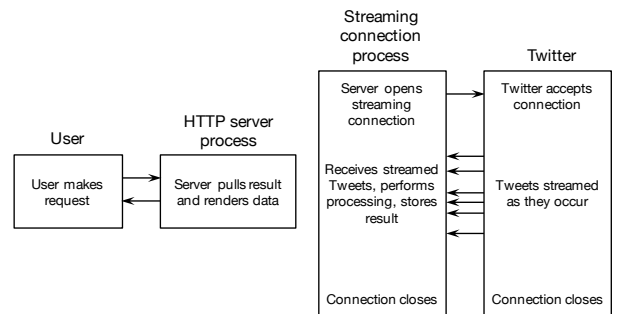 Streaming
connection
process
Twitter
Server opens
streaming
connection
Twitter accepts
connection
User
HTTP server
process
User makes
request
Server pulls result
and renders data
Receives streamed
Tweets, performs
processing, stores
result
Tweets streamed
as they occur
Connection closes
Connection closes